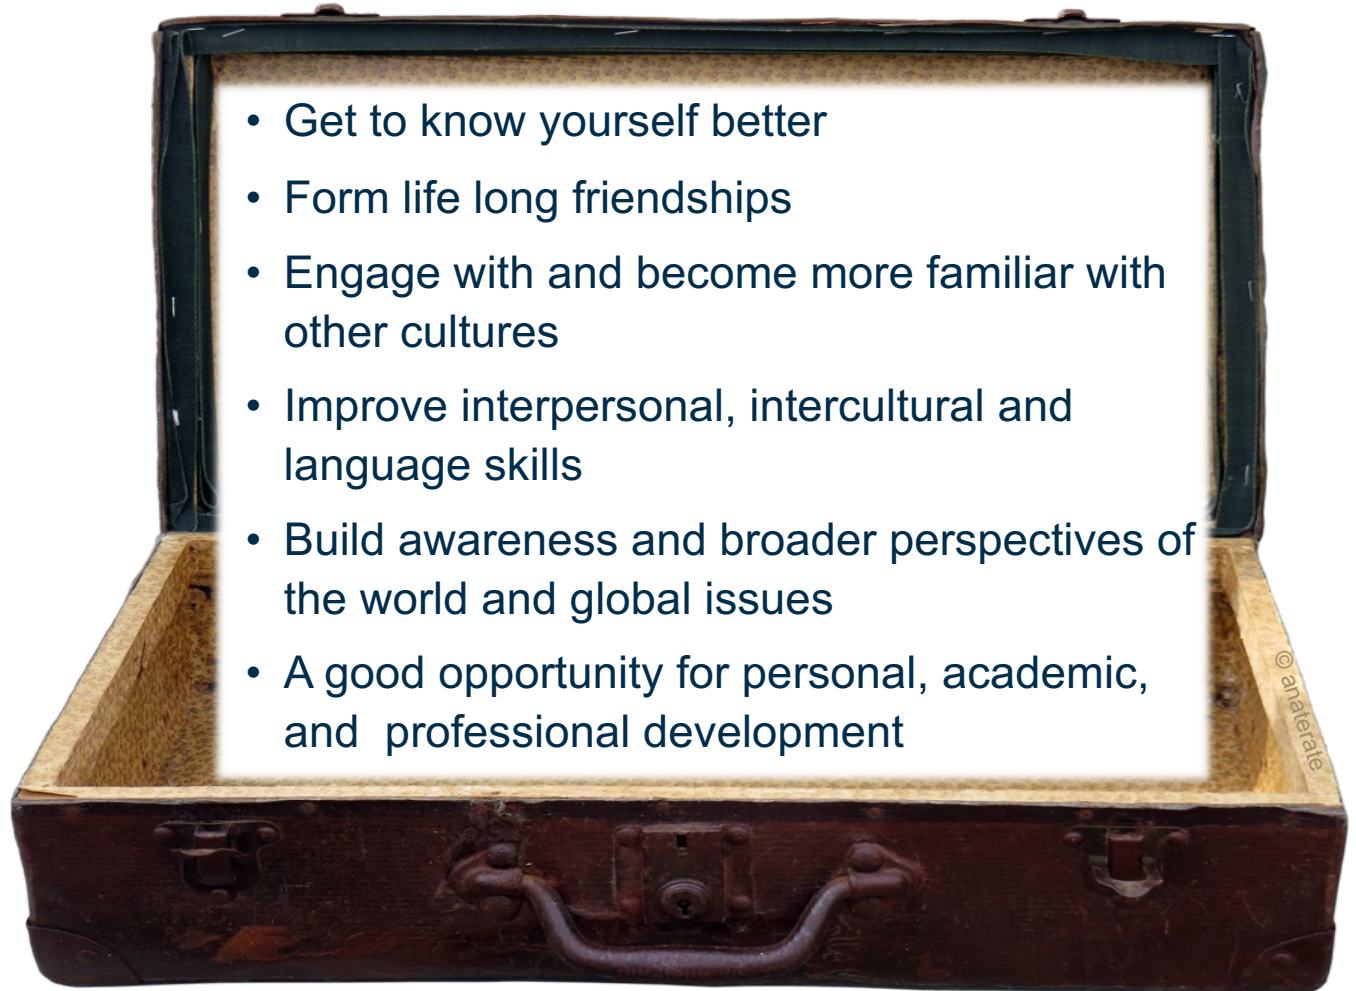 • Get to know yourself better
• Form life long friendships
• Engage with and become more familiar with
other cultures
• Improve interpersonal, intercultural and
language skills
• Build awareness and broader perspectives of
the world and global issues
• A good opportunity for personal, academic,
and  professional development
© anaterate